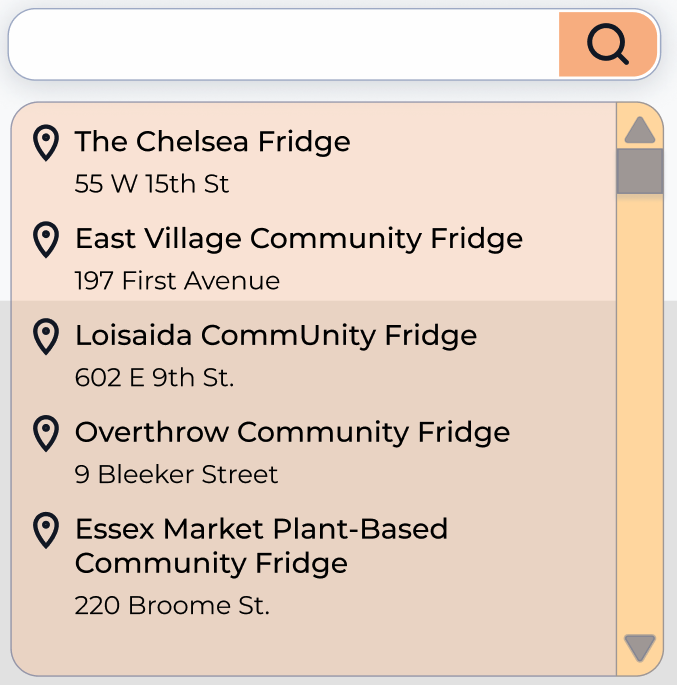 The Chelsea Fridge
55 W 15th St
East Village Community Fridge
197 First Avenue
Loisaida CommUnity Fridge
602 E 9th St.
Overthrow Community Fridge
9 Bleeker Street
Essex Market Plant-Based
Community Fridge
220 Broome St.